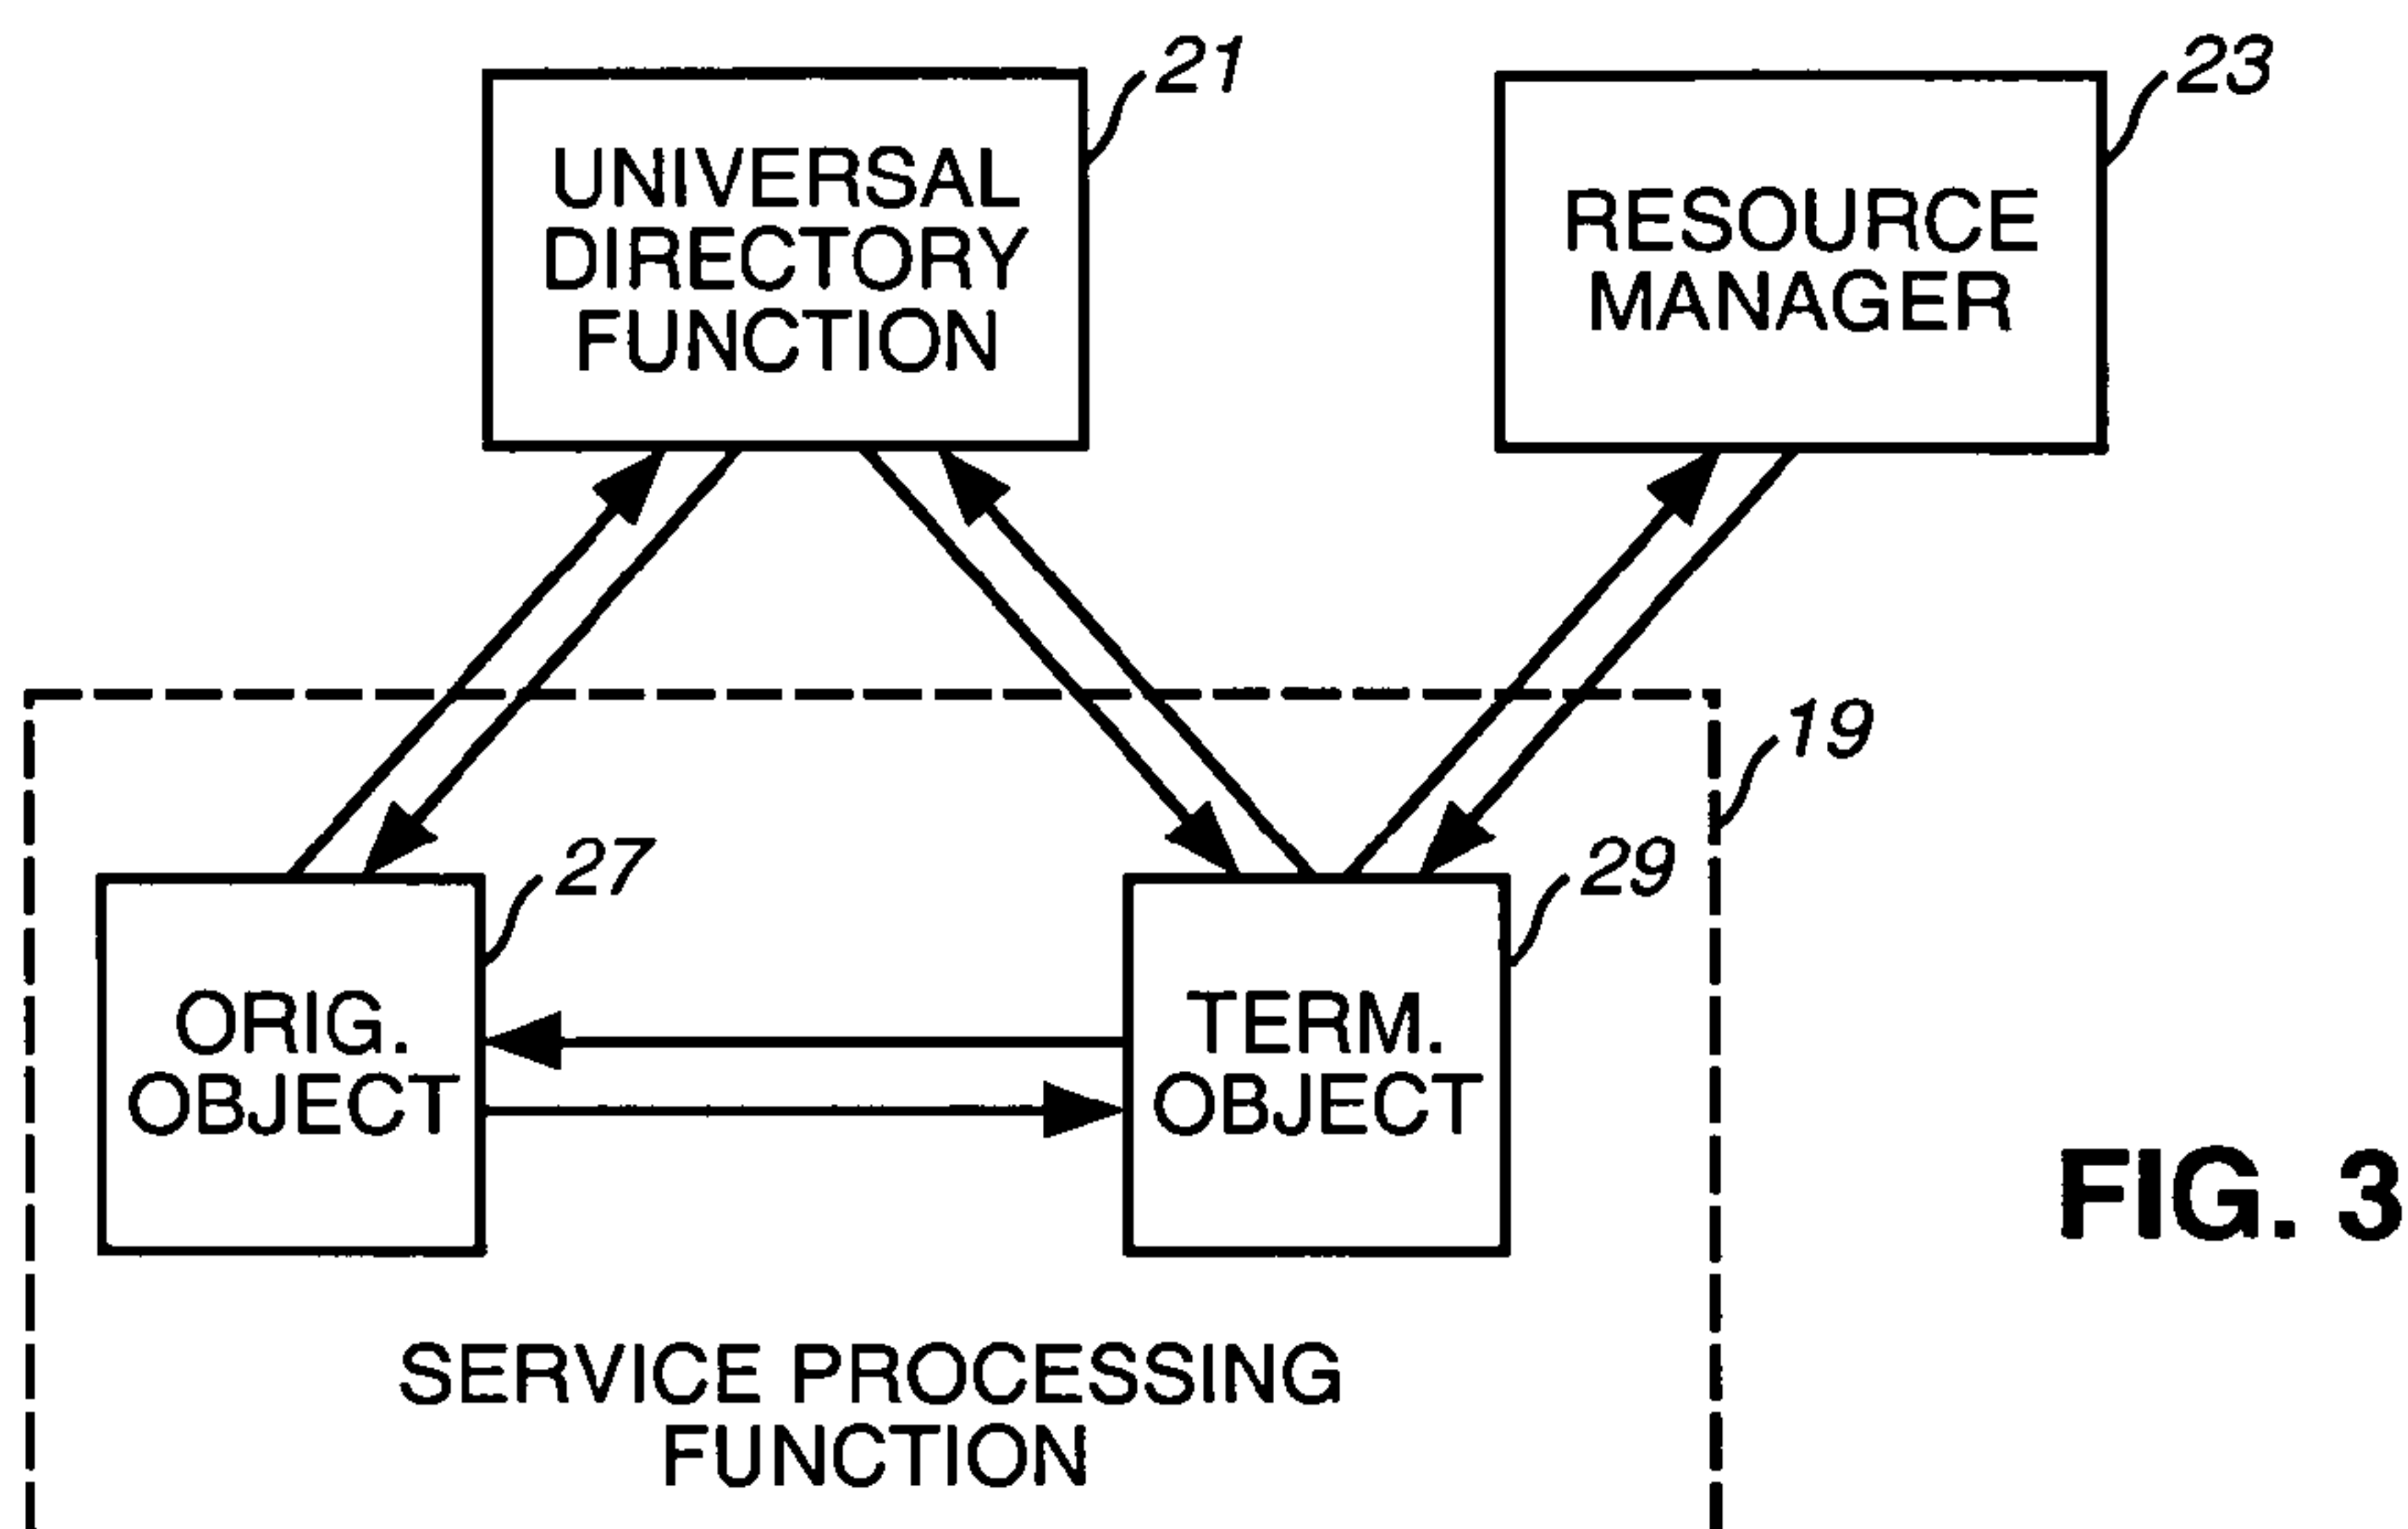 21
UNIVERSAL
DIRECTORY
FUNCTION
23
RESOURCE
MANAGER
19
27
ORIG.
OBJECT
29
TERM.
OBJECT
SERVICE PROCESSING
FUNCTION
FIG. 3